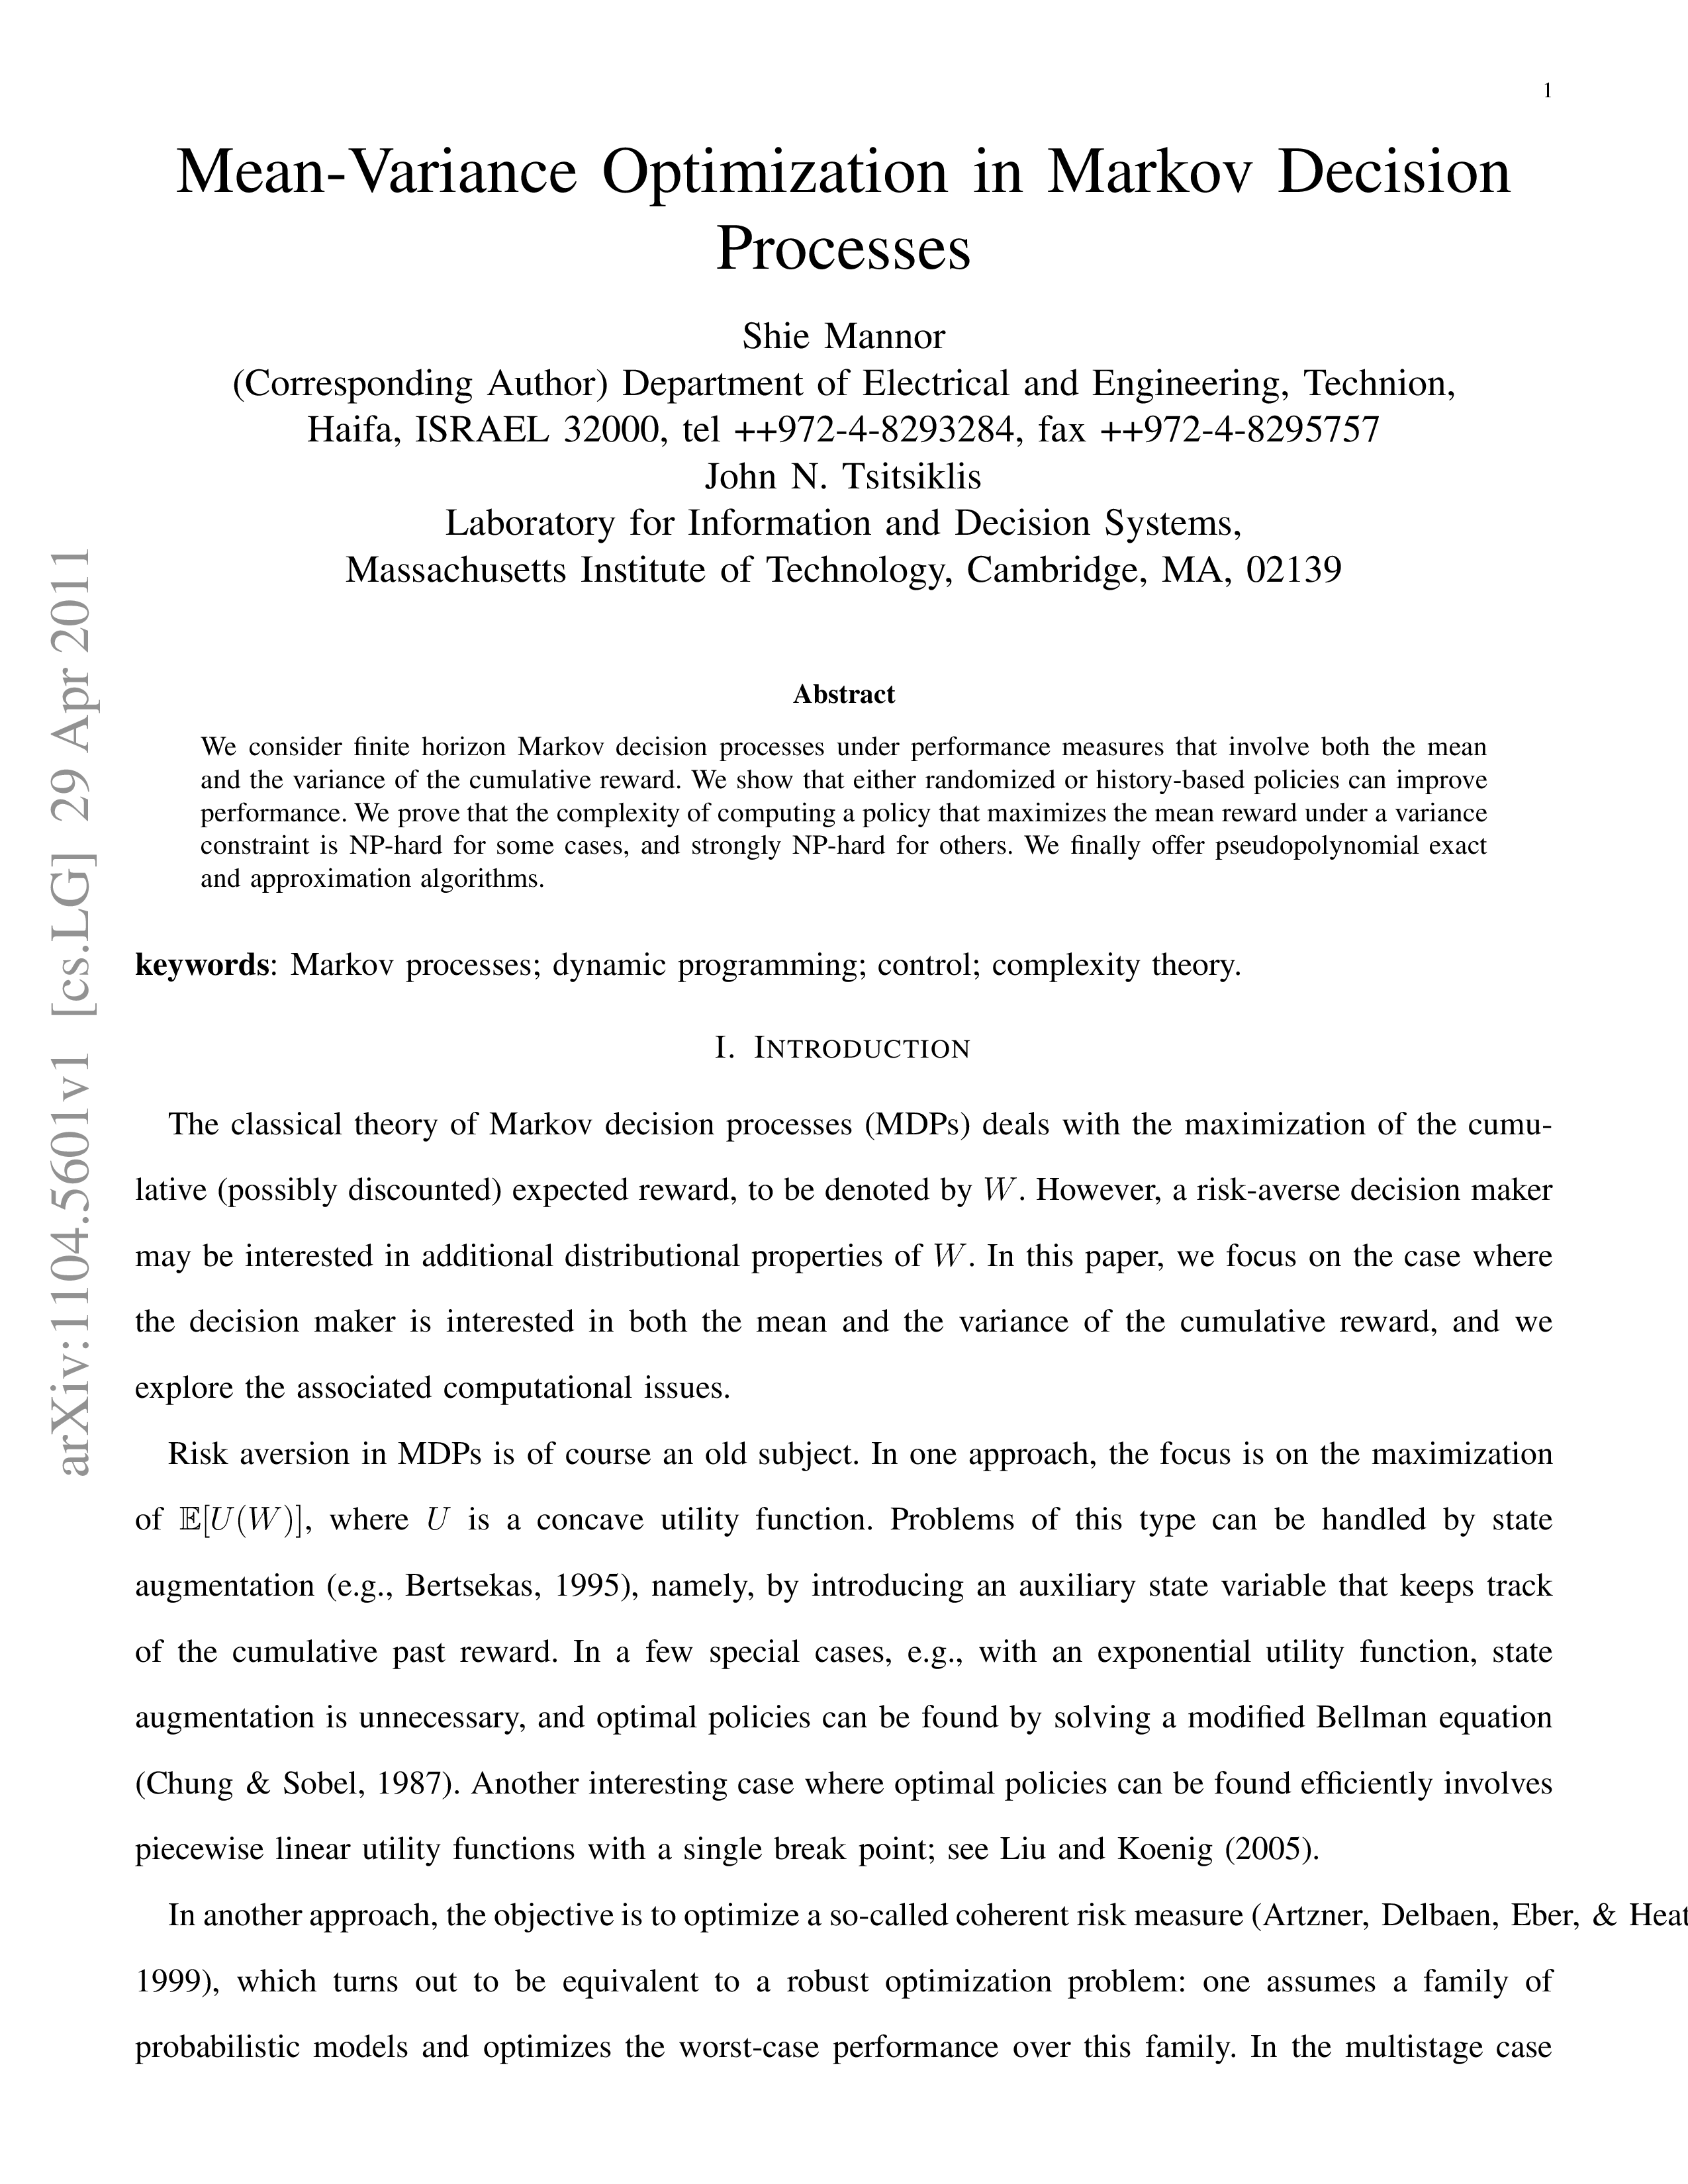 1
Mean-Variance Optimization in Markov Decision
Processes
Shie Mannor
(Corresponding Author) Department of Electrical and Engineering, Technion,
Haifa, ISRAEL 32000, tel ++972-4-8293284, fax ++972-4-8295757
John N. Tsitsiklis
Laboratory for Information and Decision Systems,
Massachusetts Institute of Technology, Cambridge, MA, 02139
Abstract
We consider finite horizon Markov decision processes under performance measures that involve both the mean
and the variance of the cumulative reward. We show that either randomized or history-based policies can improve
performance. We prove that the complexity of computing a policy that maximizes the mean reward under a variance
constraint is NP-hard for some cases, and strongly NP-hard for others. We finally offer pseudopolynomial exact
and approximation algorithms.
keywords: Markov processes; dynamic programming; control; complexity theory.
I. INTRODUCTION
The classical theory of Markov decision processes (MDPs) deals with the maximization of the cumu-
lative (possibly discounted) expected reward, to be denoted by W. However, a risk-averse decision maker
may be interested in additional distributional properties of W. In this paper, we focus on the case where
the decision maker is interested in both the mean and the variance of the cumulative reward, and we
explore the associated computational issues.
Risk aversion in MDPs is of course an old subject. In one approach, the focus is on the maximization
of 𝔼[U(W)], where U is a concave utility function. Problems of this type can be handled by state
augmentation (e.g., Bertsekas, 1995), namely, by introducing an auxiliary state variable that keeps track
of the cumulative past reward. In a few special cases, e.g., with an exponential utility function, state
augmentation is unnecessary, and optimal policies can be found by solving a modified Bellman equation
(Chung & Sobel, 1987). Another interesting case where optimal policies can be found efficiently involves
piecewise linear utility functions with a single break point; see Liu and Koenig (2005).
In another approach, the objective is to optimize a so-called coherent risk measure (Artzner, Delbaen, Eber, & Heat
1999), which turns out to be equivalent to a robust optimization problem: one assumes a family of
probabilistic models and optimizes the worst-case performance over this family. In the multistage case
arXiv:1104.5601v1 [cs.LG] 29 Apr 2011